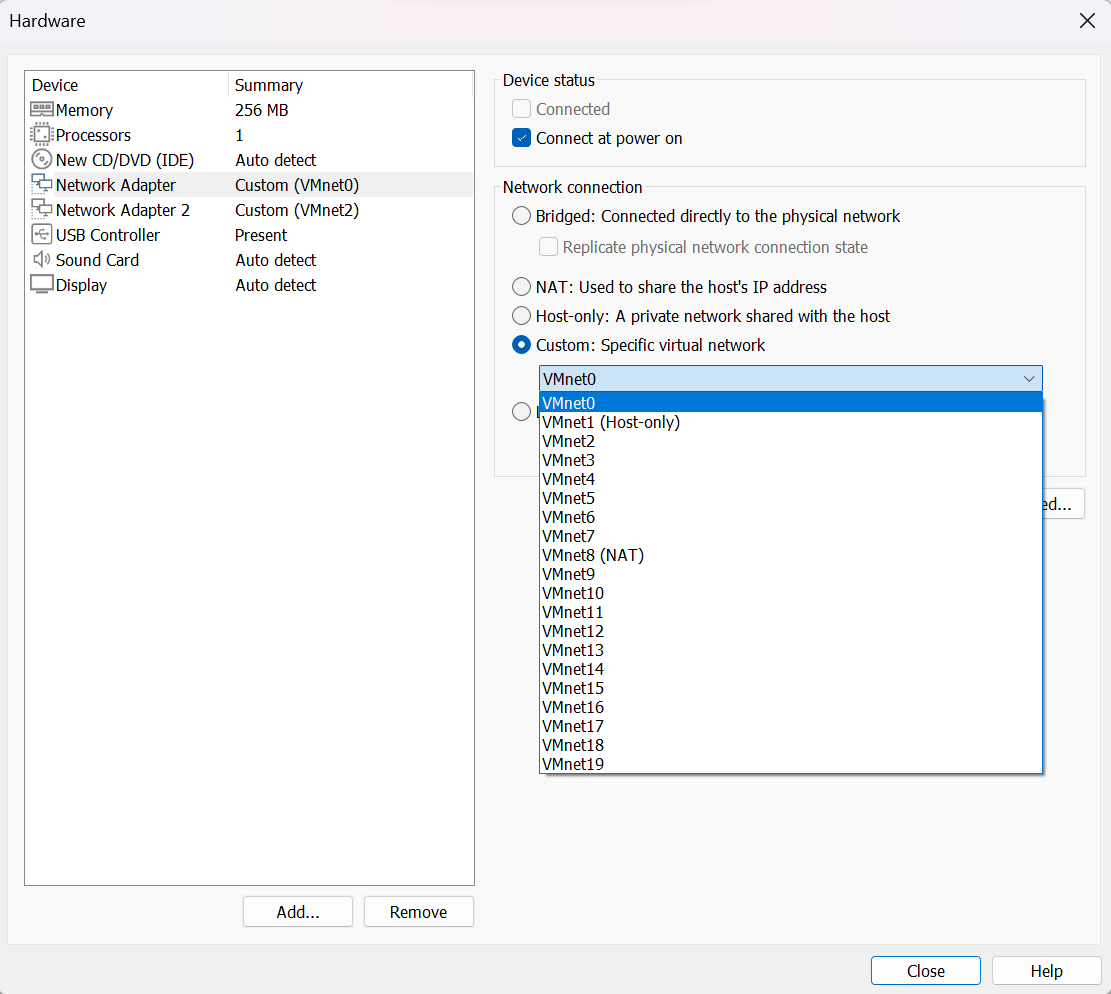 Hardware
Device Summary
Memory 256 MB
Processors 1
New CD/DVD (IDE) Auto detect
Network Adapter Custom (VMnet0)
Network Adapter 2 Custom (VMnet2)
USB Controller Present
Sound Card Auto detect
Display Auto detect
Add...
Remove
Device status
Connected
Connect at power on
Network connection
Bridged: Connected directly to the physical network
Replicate physical network connection state
NAT: Used to share the host's IP address
Host-only: A private network shared with the host
Custom: Specific virtual network
VMnet0
VMnet0
VMnet1 (Host-only)
VMnet2
VMnet3
VMnet4
VMnet5
VMnet6
VMnet7
VMnet8 (NAT)
VMnet9
VMnet10
VMnet11
VMnet12
VMnet13
VMnet14
VMnet15
VMnet16
VMnet17
VMnet18
VMnet19
Close
Help